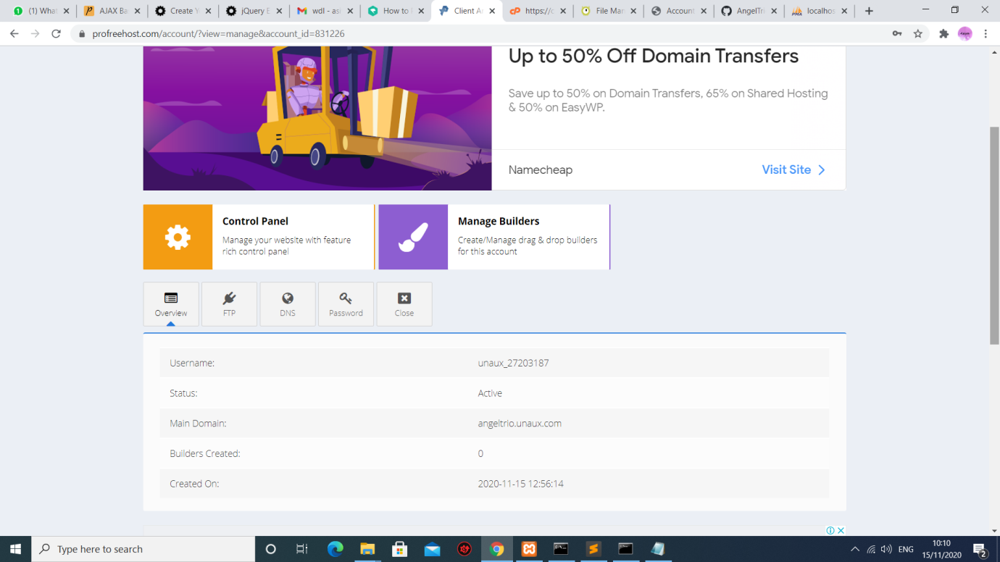 (1) What
AJAX Ba
Create Y
jQuery E
wdl - as
How to
Client Ar
https://c
File Mar
Account
AngelTri
localhos
profreehost.com/account/?view=manage&account_id=831226
Up to 50% Off Domain Transfers
Save up to 50% on Domain Transfers, 65% on Shared Hosting
& 50% on EasyWP.
Namecheap
Visit Site
Control Panel
Manage your website with feature
rich control panel
Manage Builders
Create/Manage drag & drop builders
for this account
Overview
FTP
DNS
Password
Close
Username:
unaux_27203187
Status:
Active
Main Domain:
angeltrio.unaux.com
Builders Created:
0
Created On:
2020-11-15 12:56:14
Type here to search
ENG
10:10
15/11/2020
2